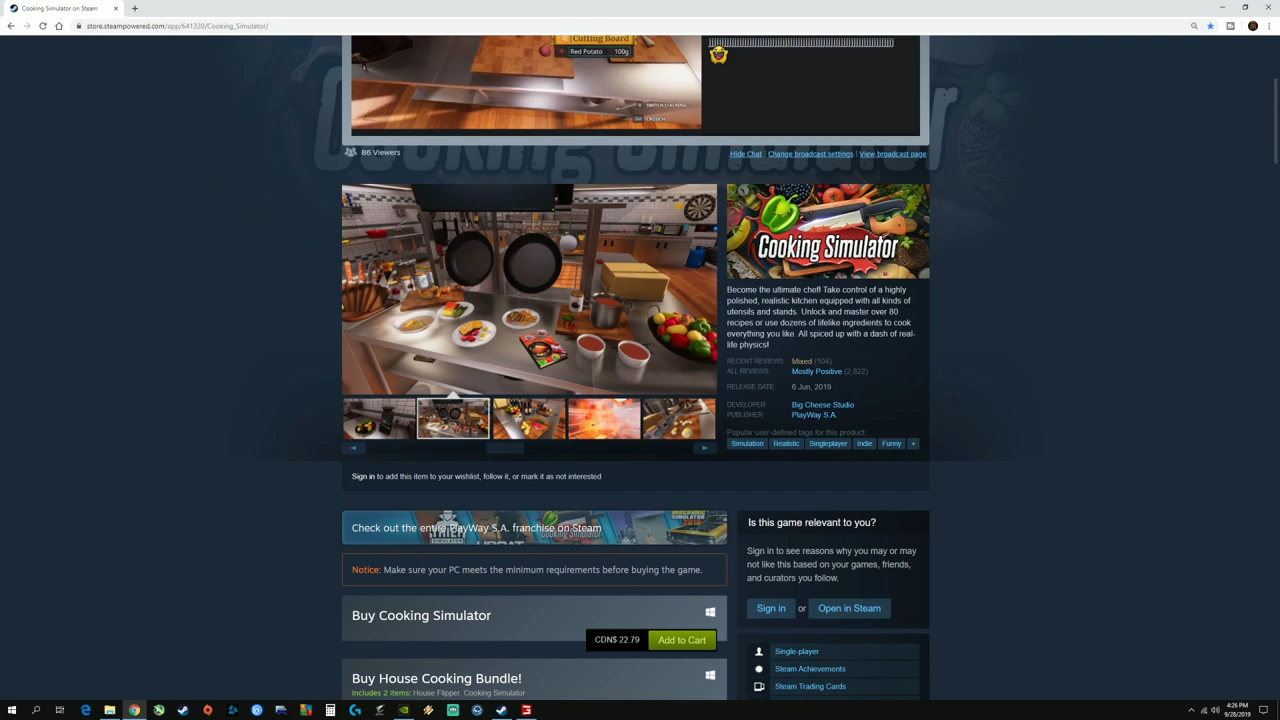 Cooking Simulator on Steam
store.steampowered.com/app/641320/Cooking_Simulator/
Cutting Board
Red Potato 100g
SWITCH STACKING
CROUCH
86 Viewers
Hide Chat | Change broadcast settings | View broadcast page
Cooking Simulator
Become the ultimate chef! Take control of a highly
polished, realistic kitchen equipped with all kinds of
utensils and stands. Unlock and master over 80
recipes or use dozens of lifelike ingredients to cook
everything you like. All spiced up with a dash of real-
life physics!
RECENT REVIEWS: Mixed (104)
ALL REVIEWS: Mostly Positive (2,822)
RELEASE DATE: 6 Jun, 2019
DEVELOPER: Big Cheese Studio
PUBLISHER: PlayWay S.A.
Popular user-defined tags for this product:
Simulation Realistic Singleplayer Indie Funny +
Sign in to add this item to your wishlist, follow it, or mark it as not interested
Check out the entire PlayWay S.A. franchise on Steam
Notice: Make sure your PC meets the minimum requirements before buying the game.
Buy Cooking Simulator
CDN$ 22.79 Add to Cart
Buy House Cooking Bundle!
Includes 2 items: House Flipper, Cooking Simulator
Is this game relevant to you?
Sign in to see reasons why you may or may
not like this based on your games, friends,
and curators you follow.
Sign in or Open in Steam
Single-player
Steam Achievements
Steam Trading Cards
4:26 PM
9/28/2019